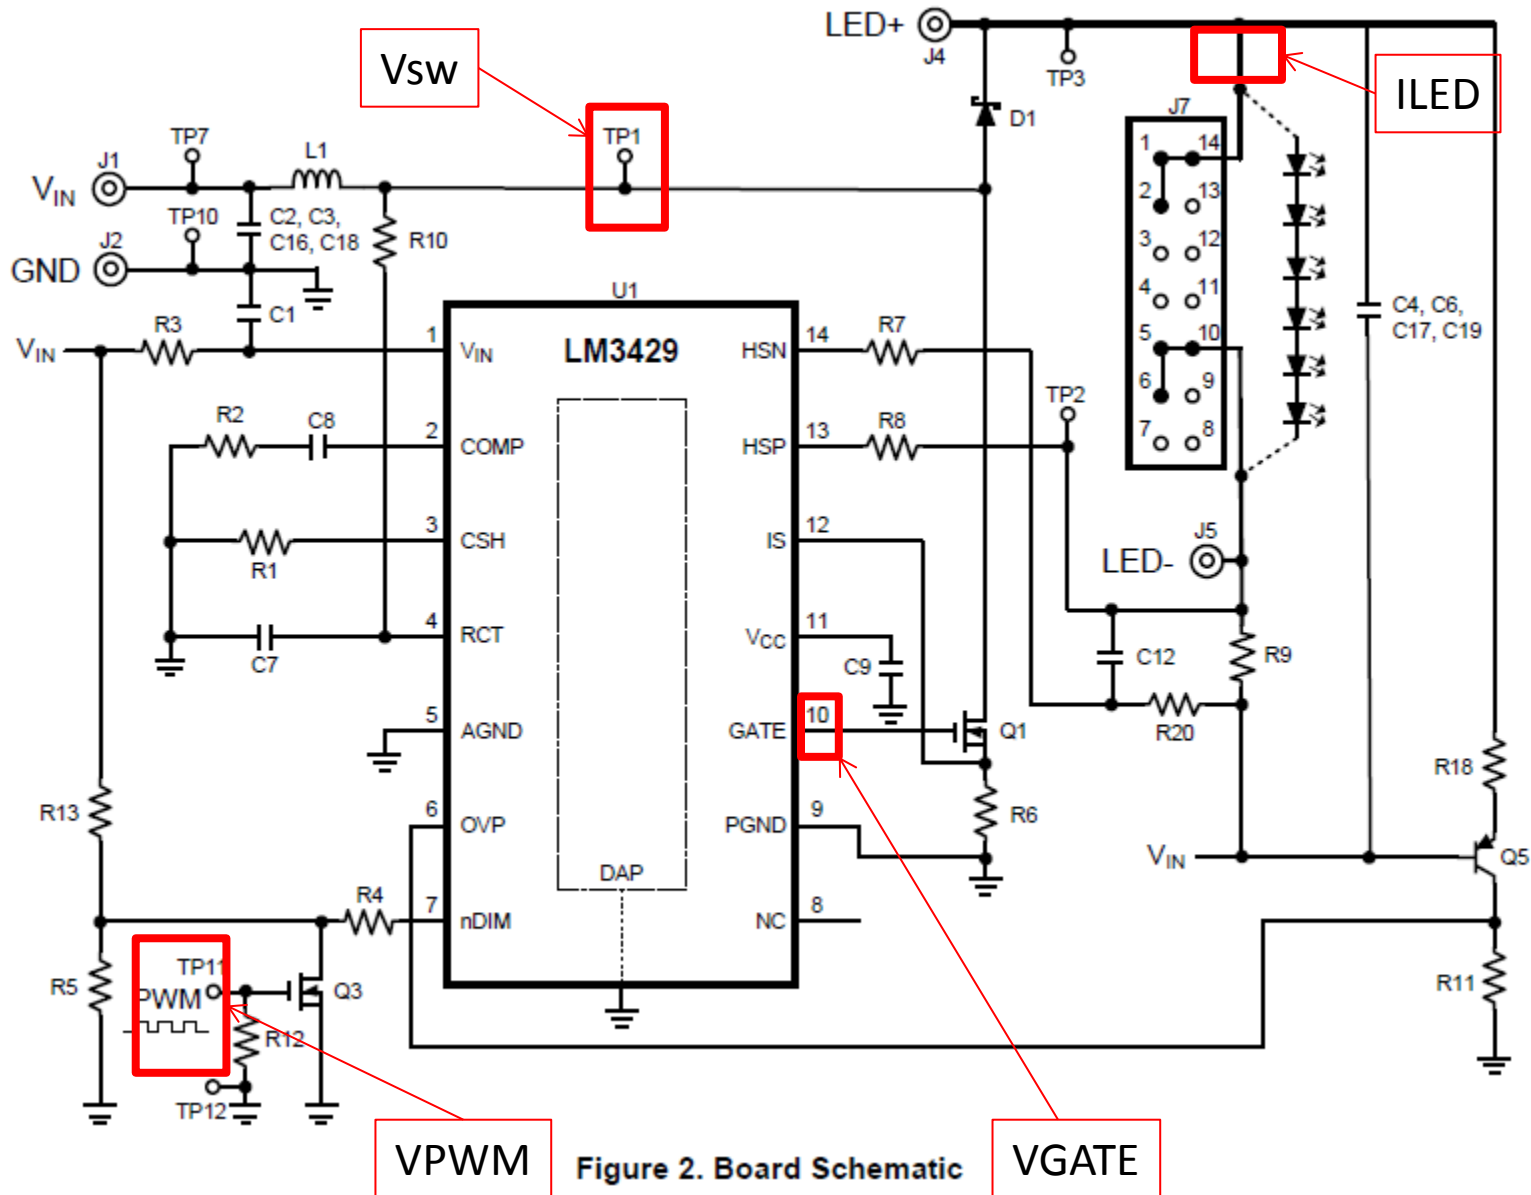 LED+
J4
TP3
Vsw
ILED
TP1
D1
J7
TP7
J1
L1
VIN
TP10
C2, C3,
C16, C18
R10
J2
GND
1
14
2
13
3
12
4
11
5
10
6
9
7
8
C4, C6,
C17, C19
U1
LM3429
C1
R3
VIN
1
VIN
HSN
14
R7
R2
C8
2
COMP
HSP
13
R8
TP2
3
CSH
IS
12
R1
J5
LED-
4
RCT
VCC
11
C7
C9
C12
R9
5
AGND
GATE
10
Q1
R20
R18
R13
6
OVP
PGND
9
R6
VIN
Q5
DAP
R4
7
nDIM
NC
8
R5
TP11
PWM
Q3
R11
R12
TP12
VPWM
VGATE
Figure 2. Board Schematic